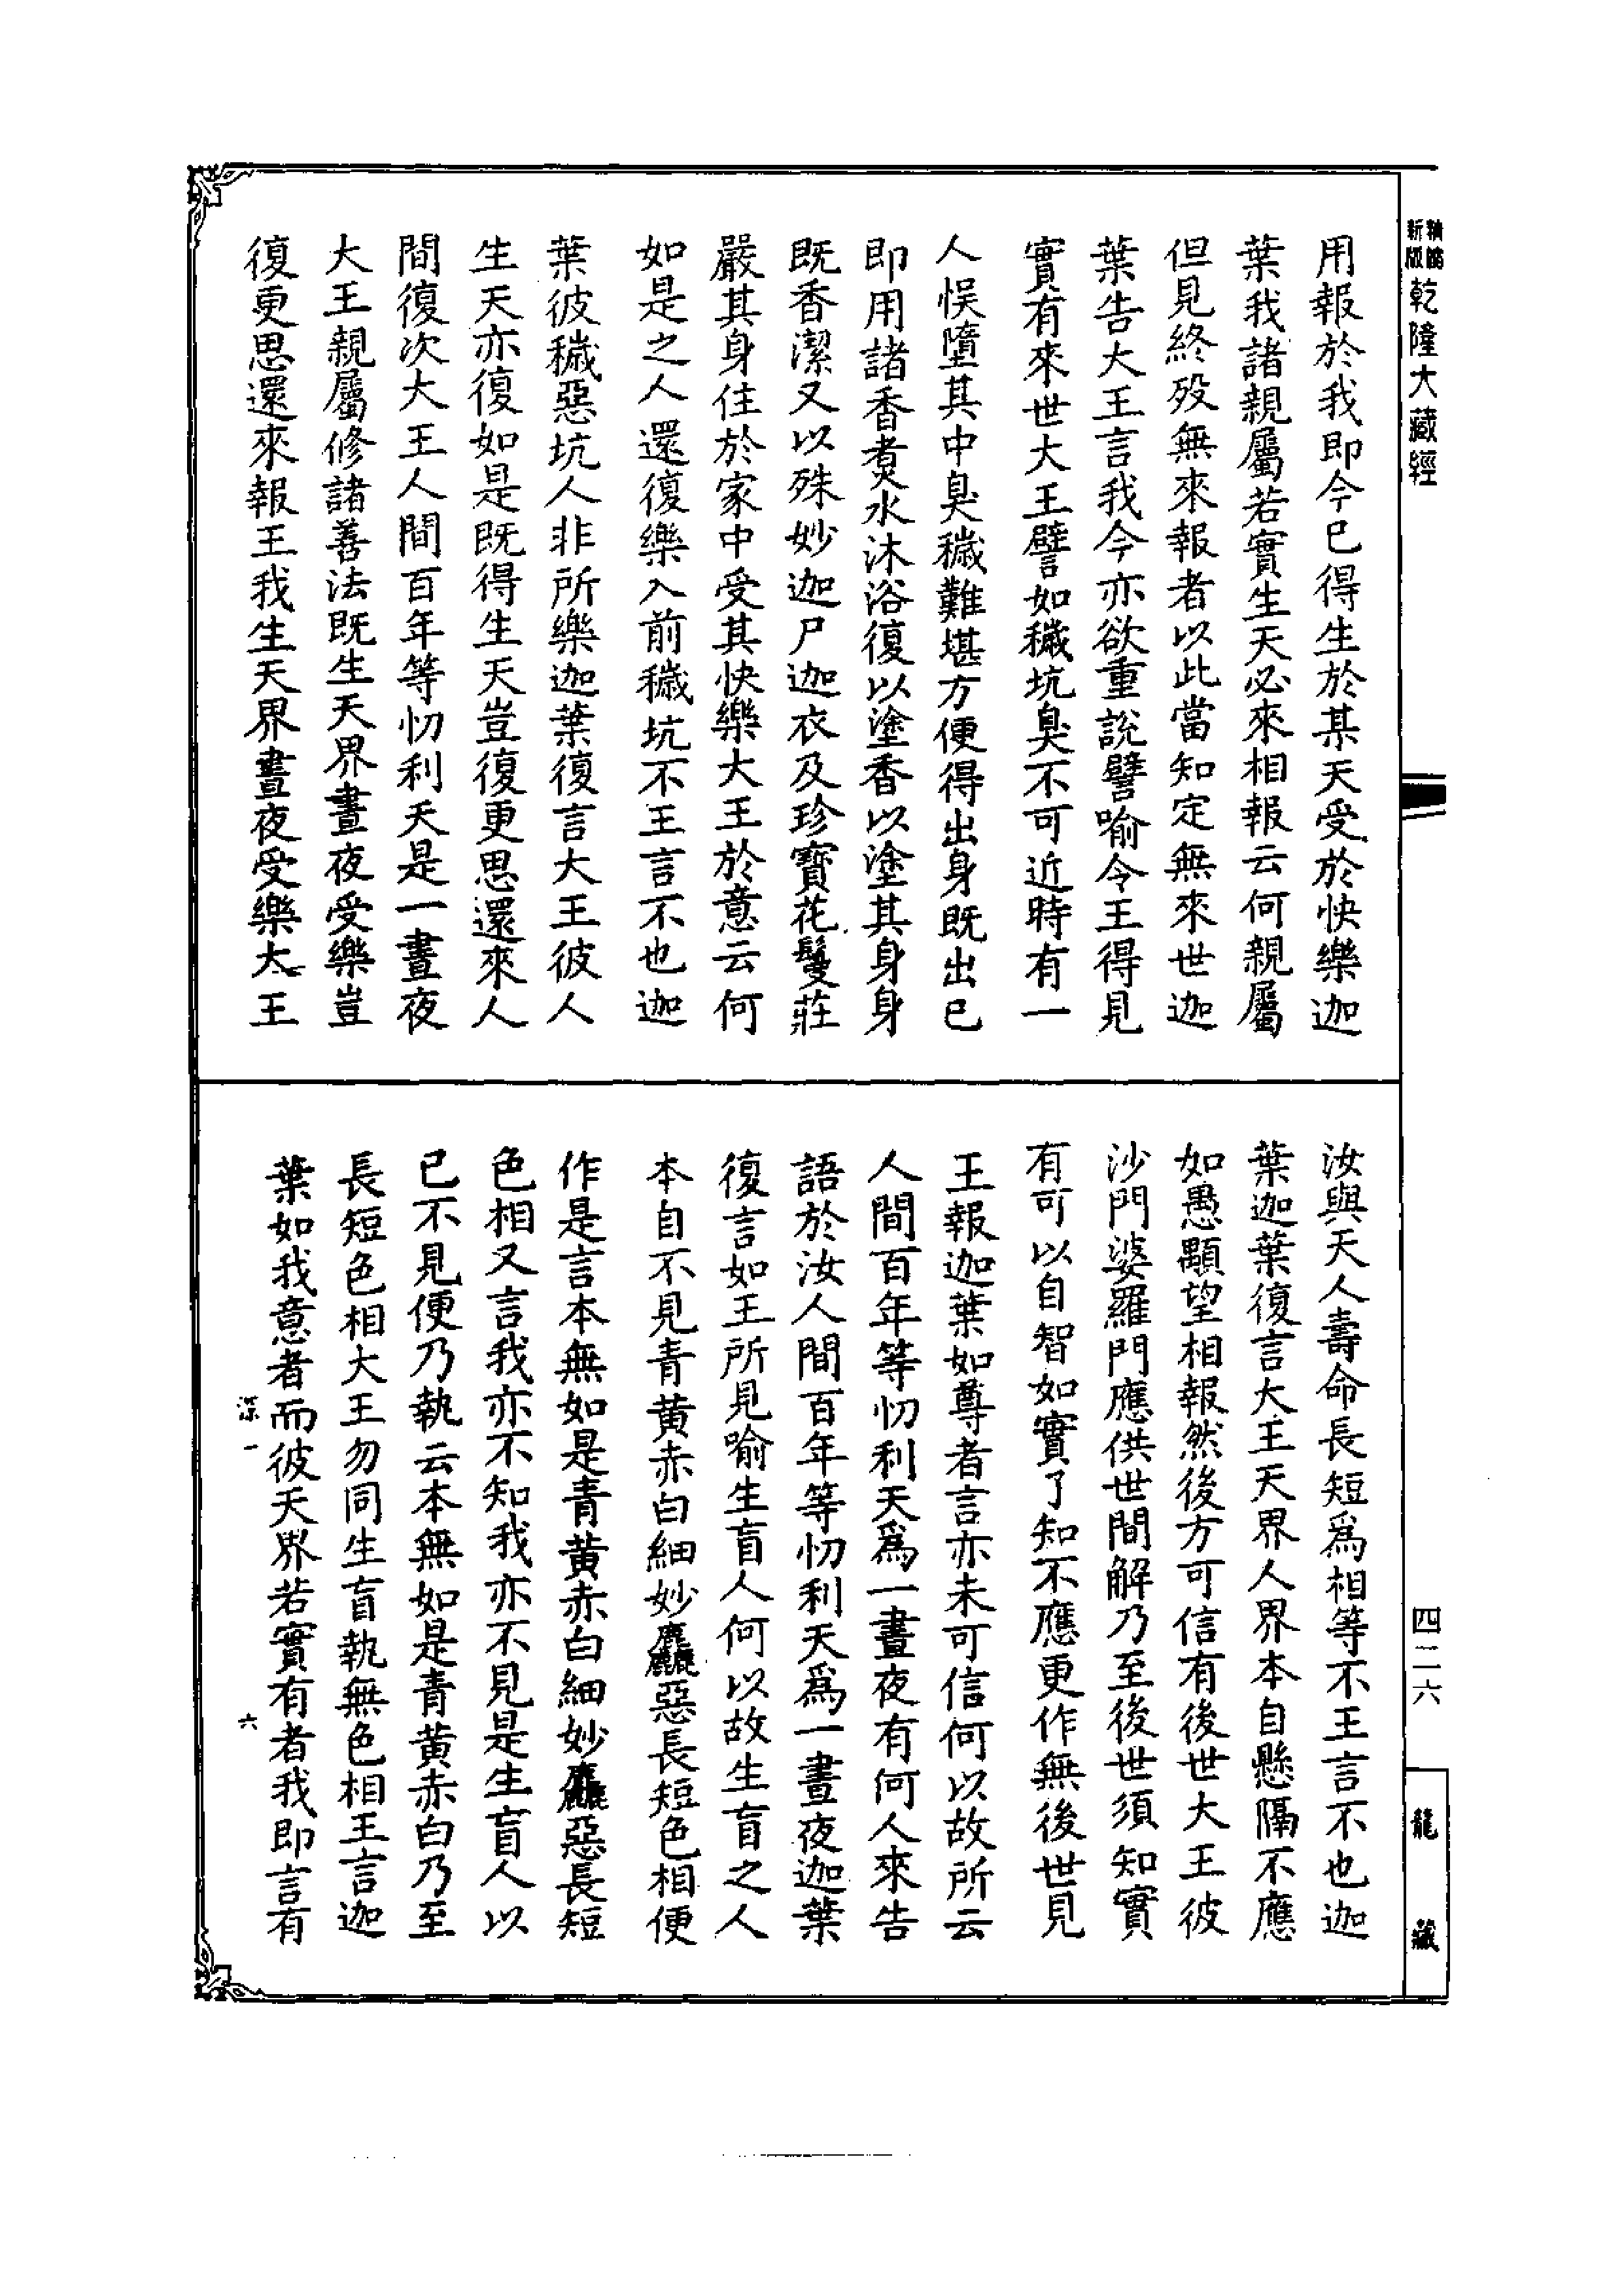 新編
新版
乾隆大藏經
用報於我即今已得生於某天受於快樂迦
葉我諸親屬若實生天必來相報云何親屬
但見終歿無來報者以此當知定無來世迦
葉告大王言我今亦欲重說譬喻令王得見
實有來世大王譬如穢坑臭不可近時有一
人悞墮其中臭穢難堪方便得出身既出已
即用諸香煑水沐浴復以塗香以塗其身身
既香潔又以殊妙迦尸迦衣及珍寶花鬘莊
嚴其身住於家中受其快樂大王於意云何
如是之人還復樂入前穢坑不王言不也迦
葉彼穢惡坑人非所樂迦葉復言大王彼人
生天亦復如是既得生天豈復更思還來人
間復次大王人間百年等忉利天是一晝夜
大王親屬修諸善法既生天界晝夜受樂豈
復更思還來報王我生天界晝夜受樂大王
汝與天人壽命長短爲相等不王言不也迦
葉迦葉復言大王天界人界本自懸隔不應
如愚顒望相報然後方可信有後世大王彼
沙門婆羅門應供世間解乃至後世須知實
有可以自智如實了知不應更作無後世見
王報迦葉如尊者言亦未可信何以故所云
人間百年等忉利天爲一晝夜有何人來告
語於汝人間百年等忉利天爲一晝夜迦葉
復言如王所見喻生盲人何以故生盲之人
本自不見青黄赤白細妙麤惡長短色相便
作是言本無如是青黄赤白細妙麤惡長短
色相又言我亦不知我亦不見是生盲人以
已不見便乃執云本無如是青黄赤白乃至
長短色相大王勿同生盲執無色相王言迦
葉如我意者而彼天界若實有者我即言有
深一
六
四二六
龍藏